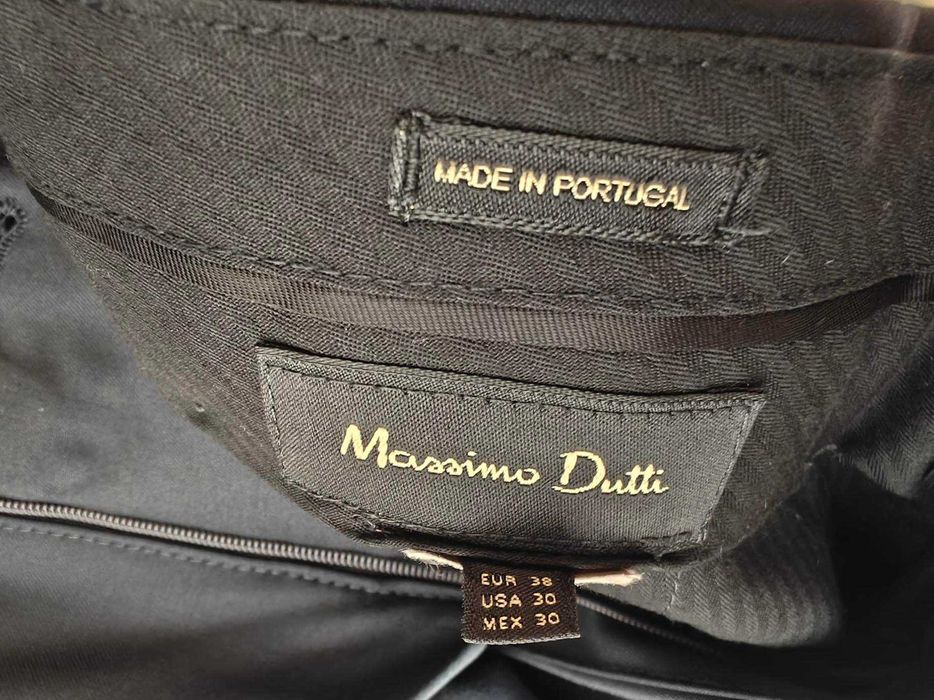 MADE IN PORTUGAL
Massimo Dutti
EUR 38
USA 30
MEX 30